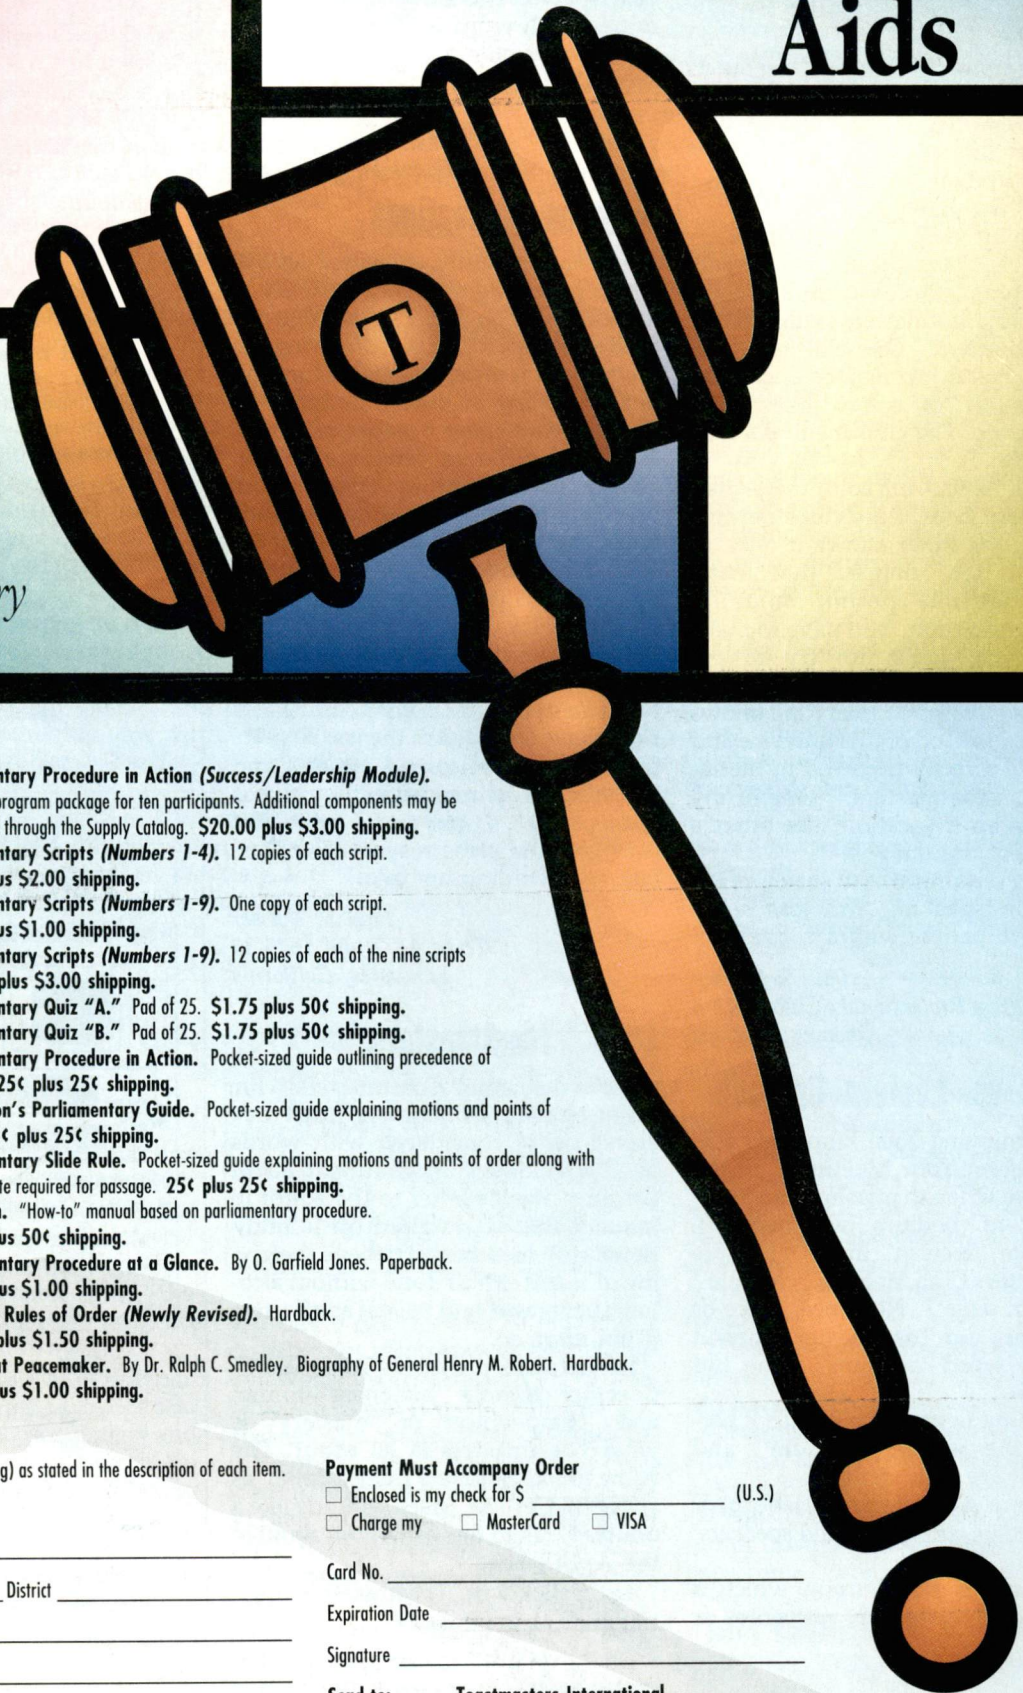 Aids
T
ry
ntary Procedure in Action (Success/Leadership Module).
rogram package for ten participants. Additional components may be
through the Supply Catalog. $20.00 plus $3.00 shipping.
ntary Scripts (Numbers 1-4). 12 copies of each script.
us $2.00 shipping.
ntary Scripts (Numbers 1-9). One copy of each script.
us $1.00 shipping.
ntary Scripts (Numbers 1-9). 12 copies of each of the nine scripts
plus $3.00 shipping.
ntary Quiz “A.” Pad of 25. $1.75 plus 50¢ shipping.
ntary Quiz “B.” Pad of 25. $1.75 plus 50¢ shipping.
ntary Procedure in Action. Pocket-sized guide outlining precedence of
25¢ plus 25¢ shipping.
on’s Parliamentary Guide. Pocket-sized guide explaining motions and points of
¢ plus 25¢ shipping.
ntary Slide Rule. Pocket-sized guide explaining motions and points of order along with
te required for passage. 25¢ plus 25¢ shipping.
“How-to” manual based on parliamentary procedure.
us 50¢ shipping.
ntary Procedure at a Glance. By O. Garfield Jones. Paperback.
us $1.00 shipping.
Rules of Order (Newly Revised). Hardback.
plus $1.50 shipping.
t Peacemaker. By Dr. Ralph C. Smedley. Biography of General Henry M. Robert. Hardback.
us $1.00 shipping.
g) as stated in the description of each item.
District
Payment Must Accompany Order
Enclosed is my check for $ (U.S.)
Charge my MasterCard VISA
Card No.
Expiration Date
Signature
Send to: Toastmasters International